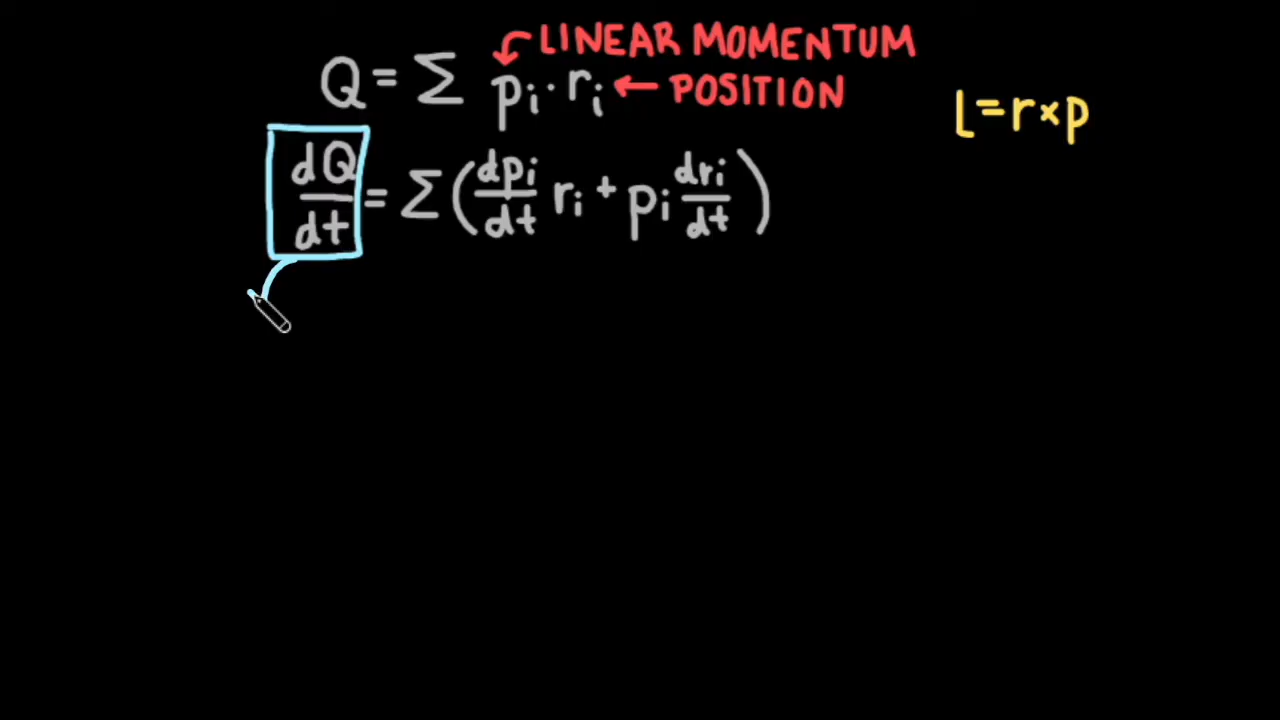 LINEAR MOMENTUM
Q = Σ pᵢ · rᵢ ← POSITION
L = r × p
dQ/dt = Σ (dpᵢ/dt rᵢ + pᵢ drᵢ/dt)